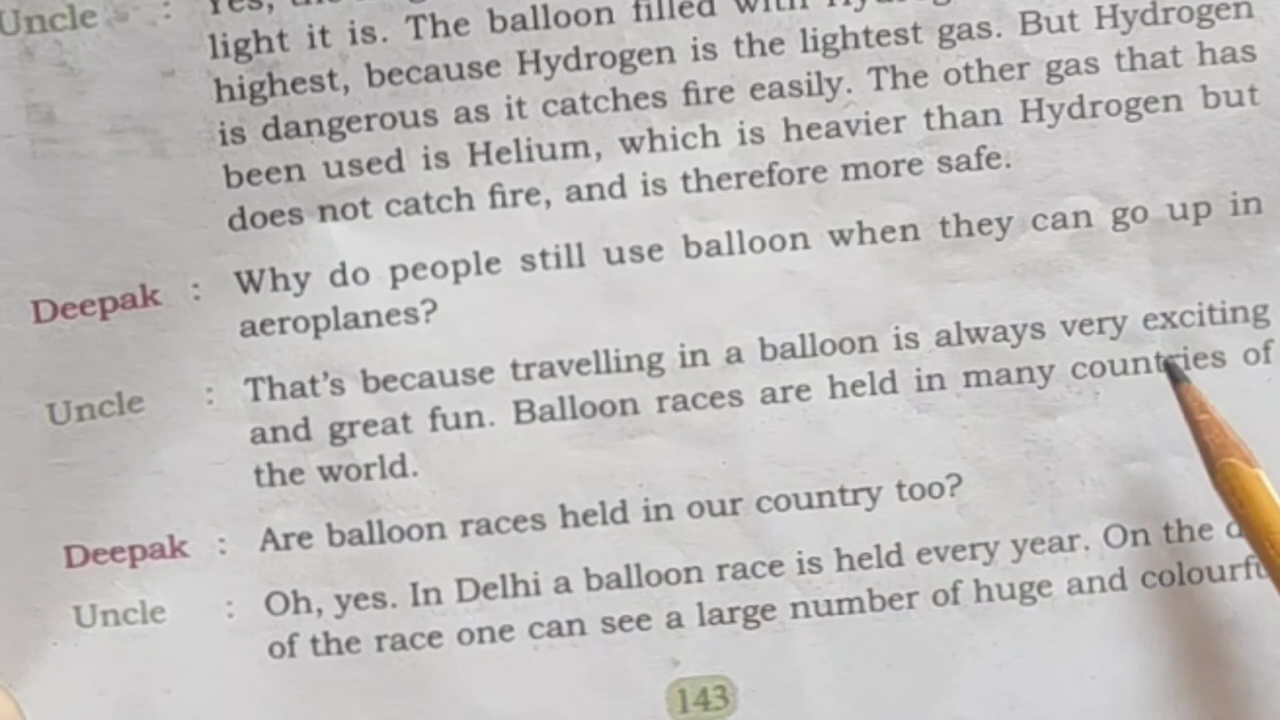 Uncle : Yes,
light it is. The balloon filled with
highest, because Hydrogen is the lightest gas. But Hydrogen
is dangerous as it catches fire easily. The other gas that has
been used is Helium, which is heavier than Hydrogen but
does not catch fire, and is therefore more safe.
Deepak : Why do people still use balloon when they can go up in
aeroplanes?
Uncle : That's because travelling in a balloon is always very exciting
and great fun. Balloon races are held in many countries of
the world.
Deepak : Are balloon races held in our country too?
Uncle : Oh, yes. In Delhi a balloon race is held every year. On the
of the race one can see a large number of huge and
143